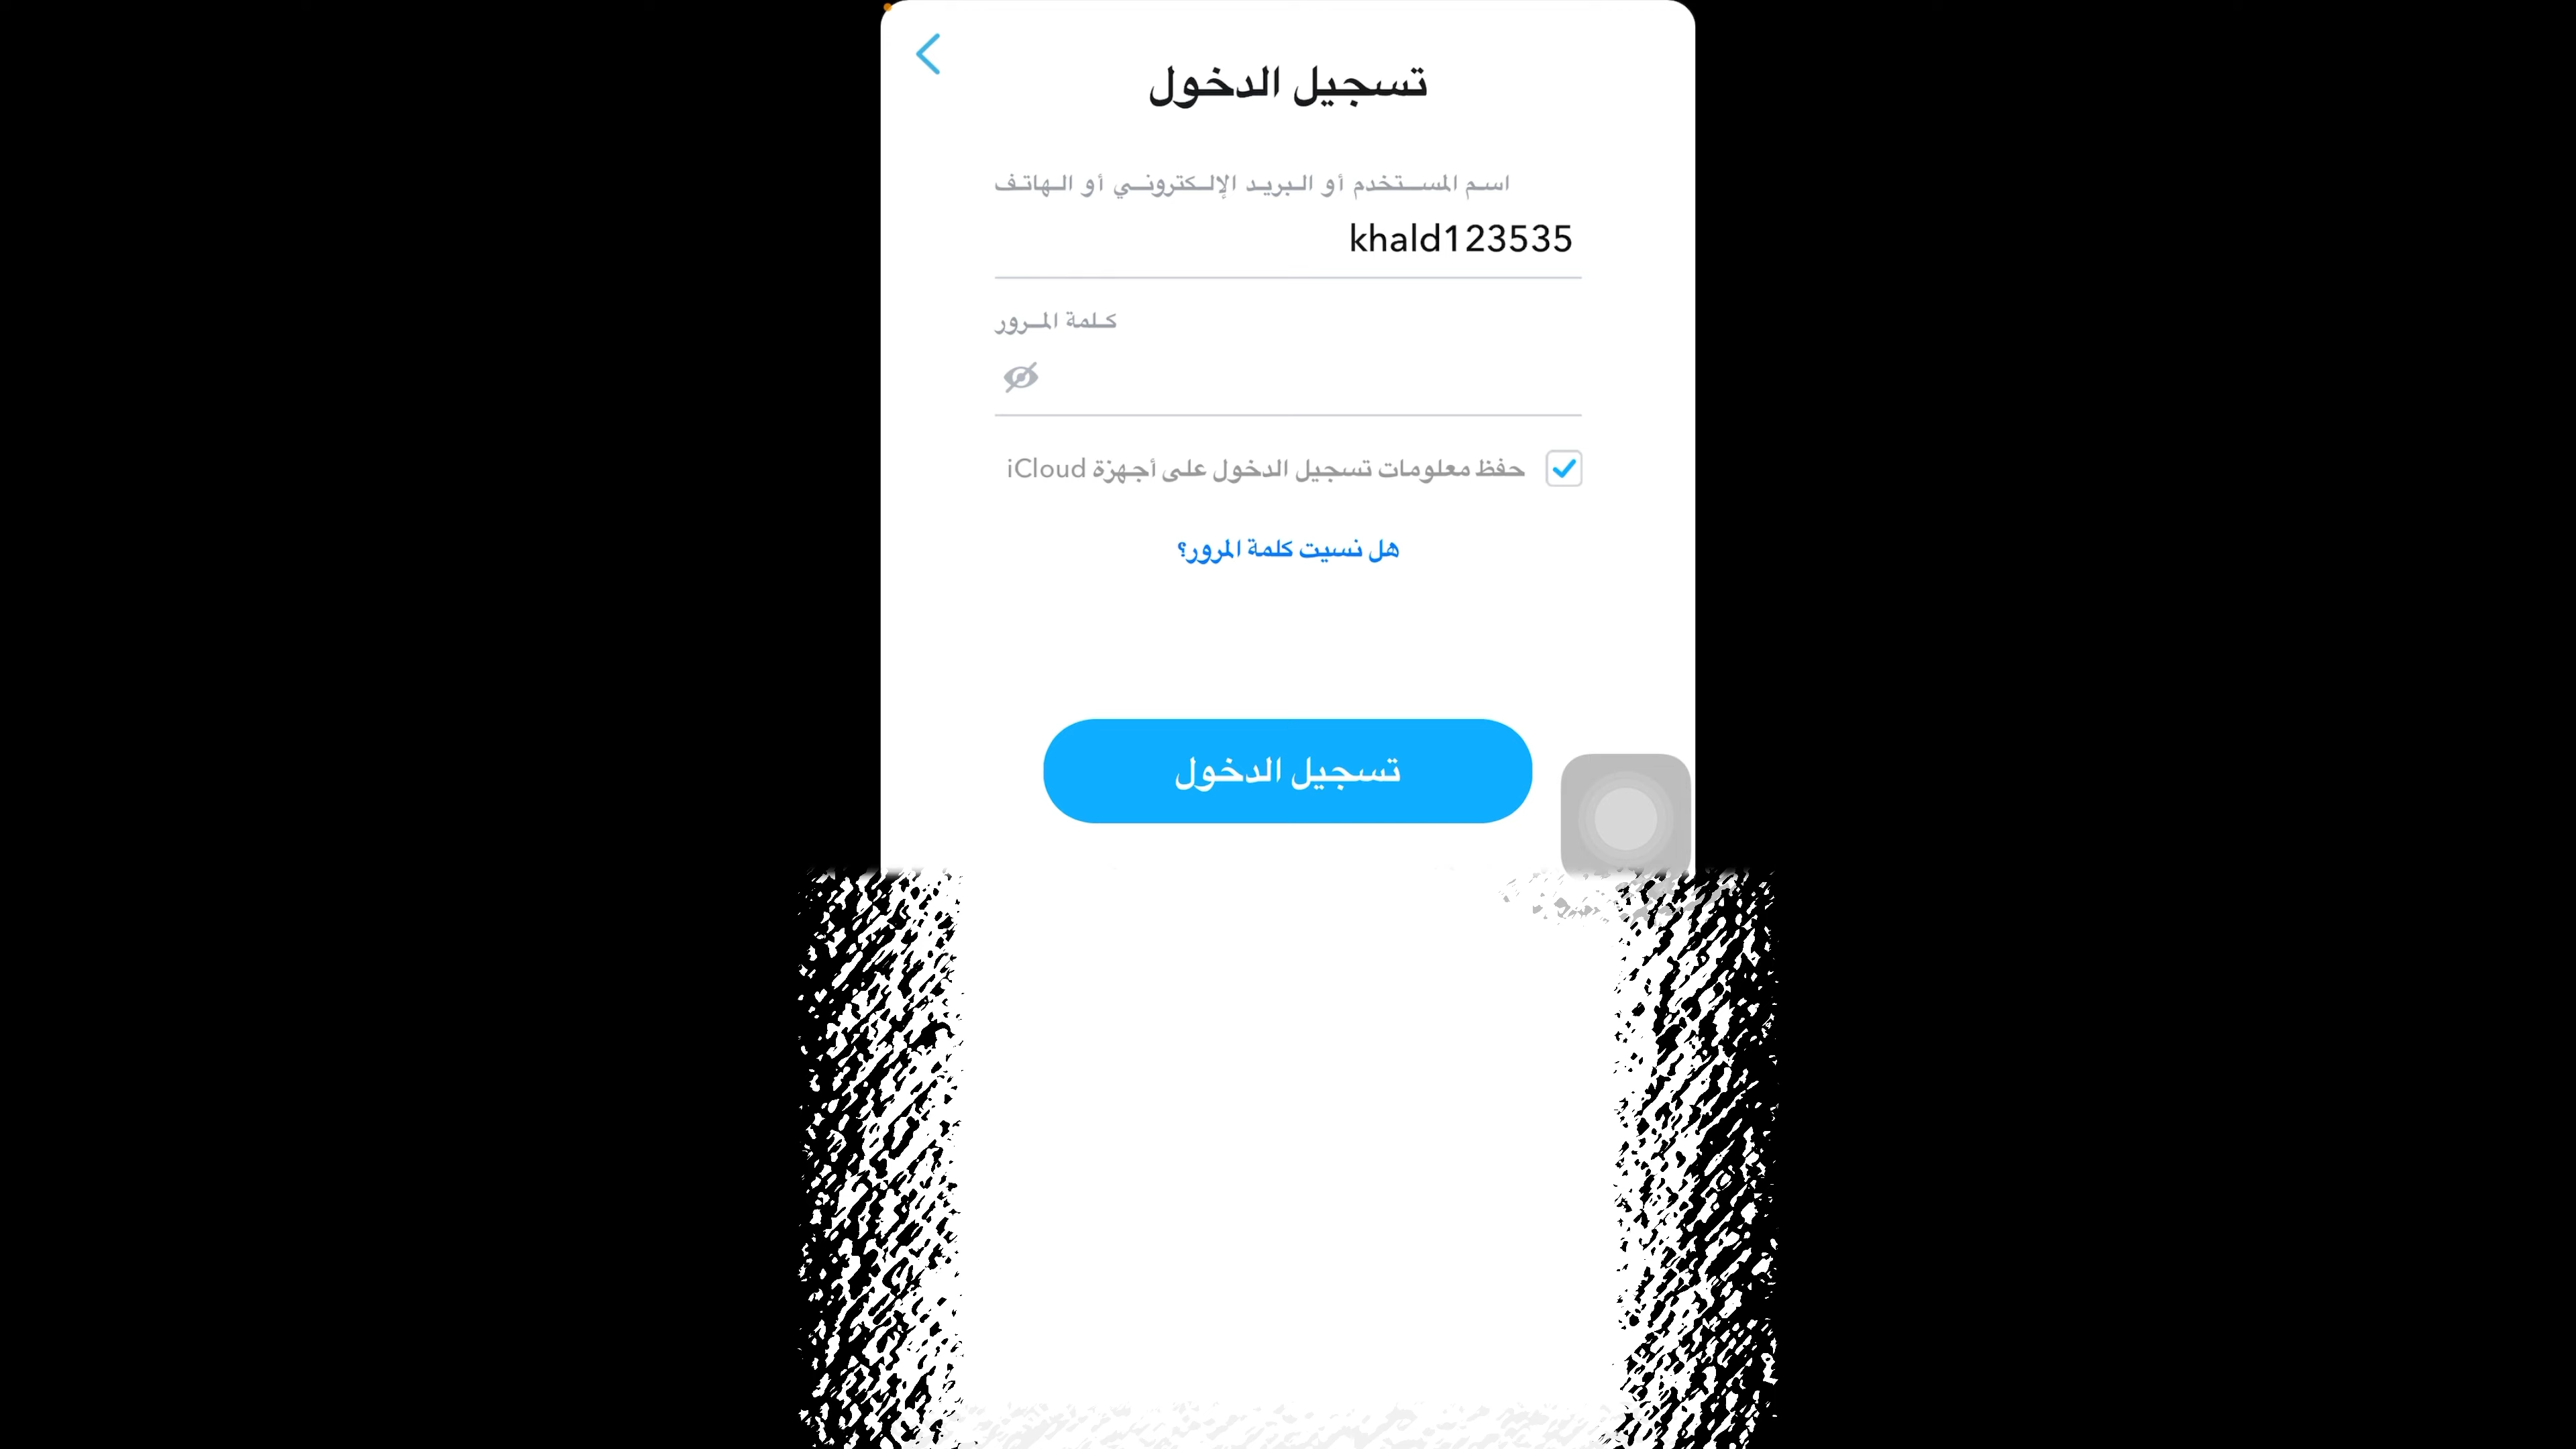 تسجيل الدخول
اسم المستخدم أو البريد الإلكتروني أو الهاتف
khald123535
كلمة المرور
حفظ معلومات تسجيل الدخول على أجهزة iCloud
هل نسيت كلمة المرور؟
تسجيل الدخول